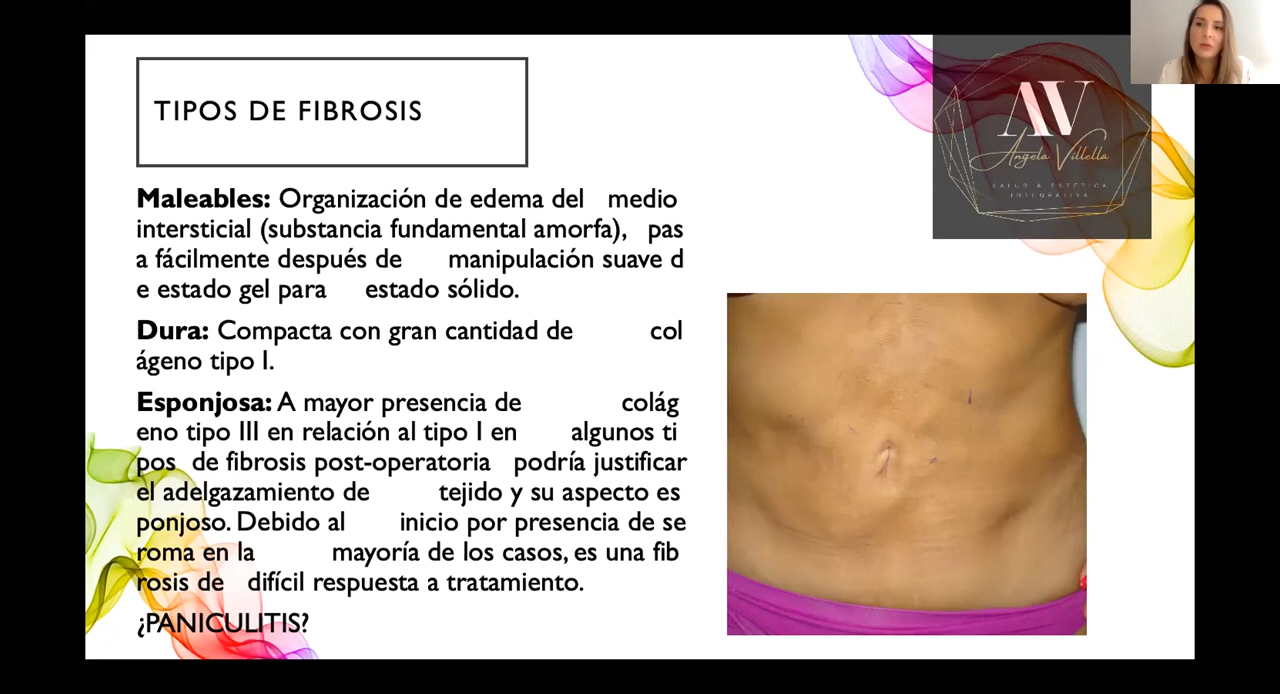 TIPOS DE FIBROSIS
AV
Angela Villella
SALUD & ESTÉTICA
INTEGRATIVA
Maleables: Organización de edema del medio
intersticial (substancia fundamental amorfa), pas
a fácilmente después de manipulación suave d
e estado gel para estado sólido.
Dura: Compacta con gran cantidad de col
ágeno tipo I.
Esponjosa: A mayor presencia de colág
eno tipo III en relación al tipo I en algunos ti
pos de fibrosis post-operatoria podría justificar
el adelgazamiento de tejido y su aspecto es
ponjoso. Debido al inicio por presencia de se
roma en la mayoría de los casos, es una fib
rosis de difícil respuesta a tratamiento.
¿PANICULITIS?